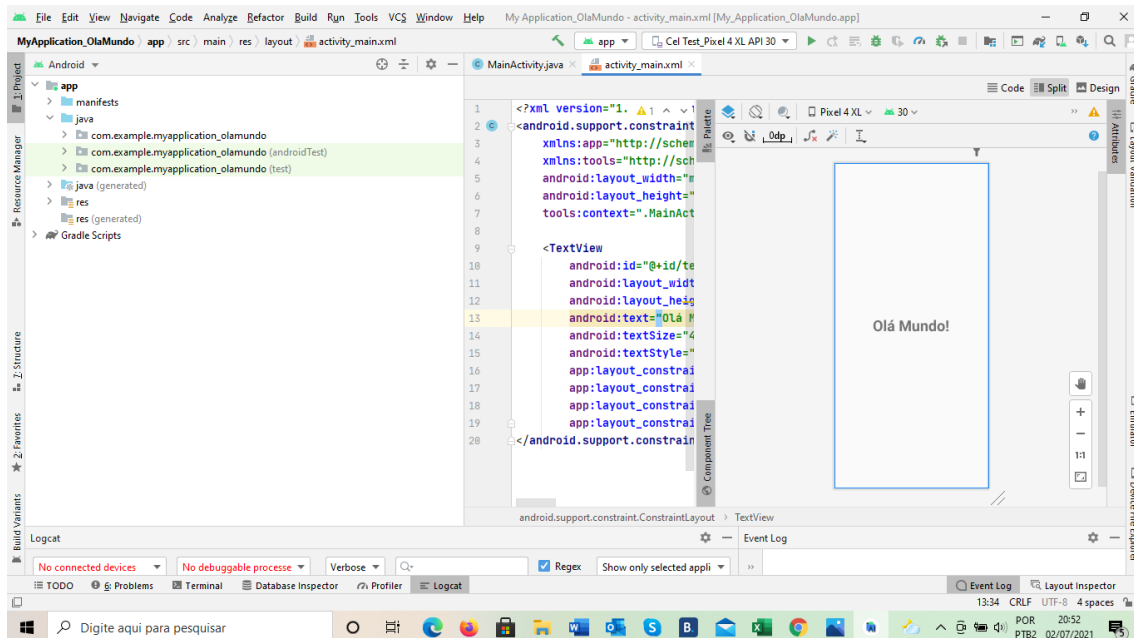 File Edit View Navigate Code Analyze Refactor Build Run Tools VCS Window Help My Application_OlaMundo - activity_main.xml [My_Application_OlaMundo.app]
MyApplication_OlaMundo app src main res layout activity_main.xml app Cel Test_Pixel 4 XL API 30
1: Project
Android
MainActivity.java activity_main.xml
Code Split Design
app
manifests
java
com.example.myapplication_olamundo
com.example.myapplication_olamundo (androidTest)
com.example.myapplication_olamundo (test)
java (generated)
res
res (generated)
Gradle Scripts
Resource Manager
7: Structure
2: Favorites
Build Variants
1 <?xml version="1. 1
2 <android.support.constraint
3 xmlns:app="http://schem
4 xmlns:tools="http://sch
5 android:layout_width="m
6 android:layout_height="
7 tools:context=".MainAct
8
9 <TextView
10 android:id="@+id/te
11 android:layout_widt
12 android:layout_heig
13 android:text="Olá M
14 android:textSize="4
15 android:textStyle="
16 app:layout_constrai
17 app:layout_constrai
18 app:layout_constrai
19 app:layout_constrai
20 </android.support.constrain
Palette
Component Tree
Pixel 4 XL 30
0dp
Olá Mundo!
1:1
Attributes
Gradle
Layout Validation
Emulator
Device File Explorer
android.support.constraint.ConstraintLayout TextView
Logcat
Event Log
No connected devices No debuggable processe Verbose Regex Show only selected appli
TODO 6: Problems Terminal Database Inspector Profiler Logcat Event Log Layout Inspector
13:34 CRLF UTF-8 4 spaces
Digite aqui para pesquisar
POR 20:52
PTB2 02/07/2021